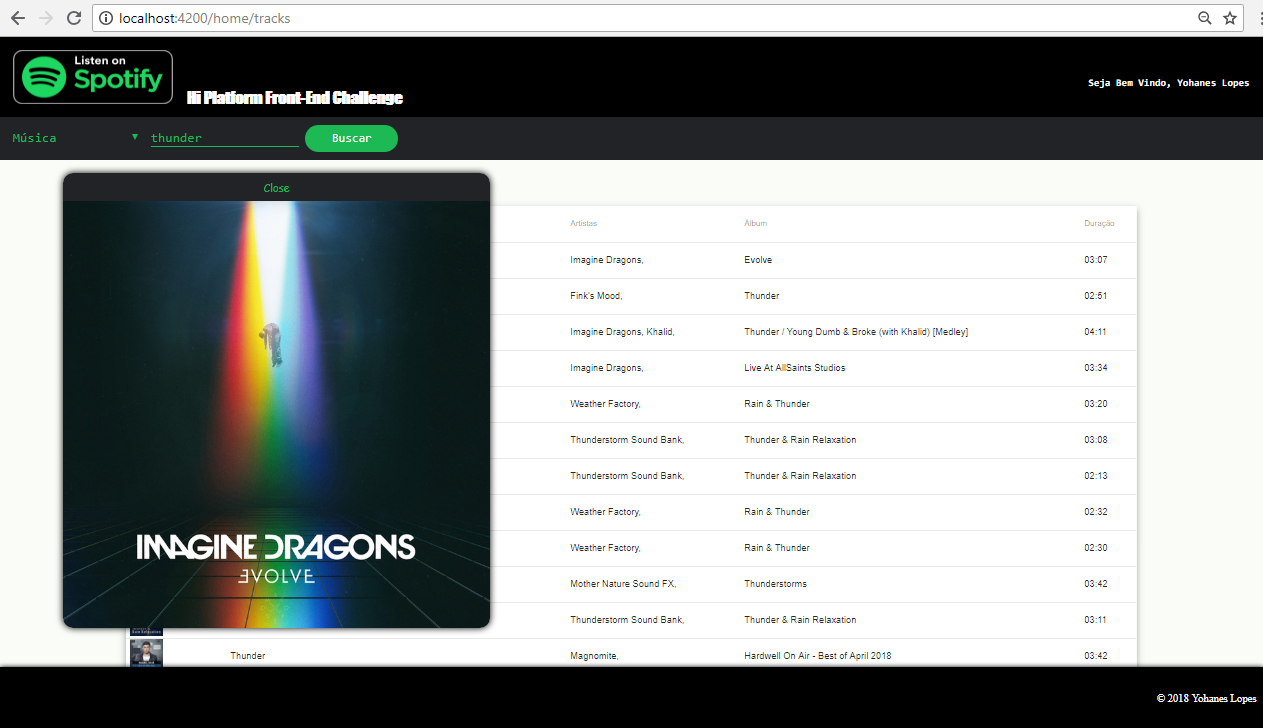 localhost:4200/home/tracks
Listen on
Spotify
Hi Platform Front-End Challenge
Seja Bem Vindo, Yohanes Lopes
Música ▼ thunder Buscar
Close
IMAGINE DRAGONS
EVOLVE
Artistas Álbum Duração
Imagine Dragons, Evolve 03:07
Fink's Mood, Thunder 02:51
Imagine Dragons, Khalid, Thunder / Young Dumb & Broke (with Khalid) [Medley] 04:11
Imagine Dragons, Live At AllSaints Studios 03:34
Weather Factory, Rain & Thunder 03:20
Thunderstorm Sound Bank, Thunder & Rain Relaxation 03:08
Thunderstorm Sound Bank, Thunder & Rain Relaxation 02:13
Weather Factory, Rain & Thunder 02:32
Weather Factory, Rain & Thunder 02:30
Mother Nature Sound FX, Thunderstorms 03:42
Thunderstorm Sound Bank, Thunder & Rain Relaxation 03:11
Thunder Magnomite, Hardwell On Air - Best of April 2018 03:42
© 2018 Yohanes Lopes